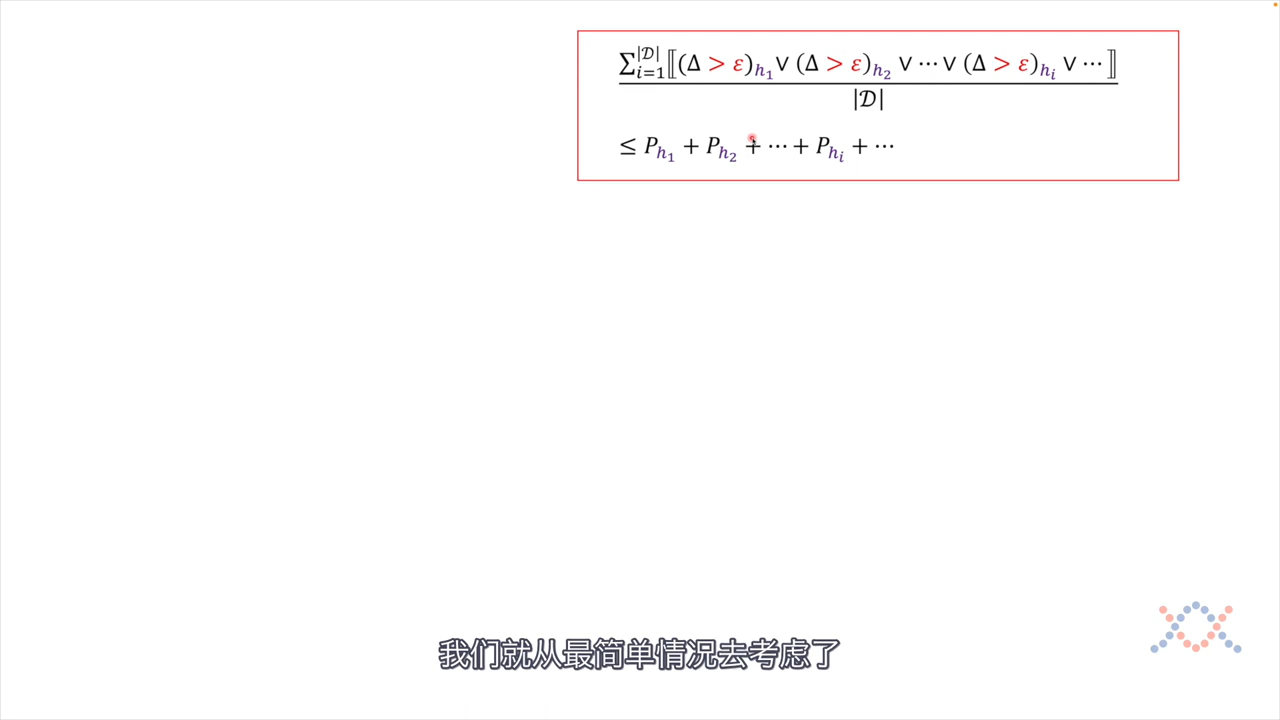 ∑_{i=1}^{|𝒟|}⟦(Δ > ε)_{h_1} ∨ (Δ > ε)_{h_2} ∨ ⋯ ∨ (Δ > ε)_{h_i} ∨ ⋯⟧
|𝒟|
≤ P_{h_1} + P_{h_2} + ⋯ + P_{h_i} + ⋯
我们就从最简单情况去考虑了